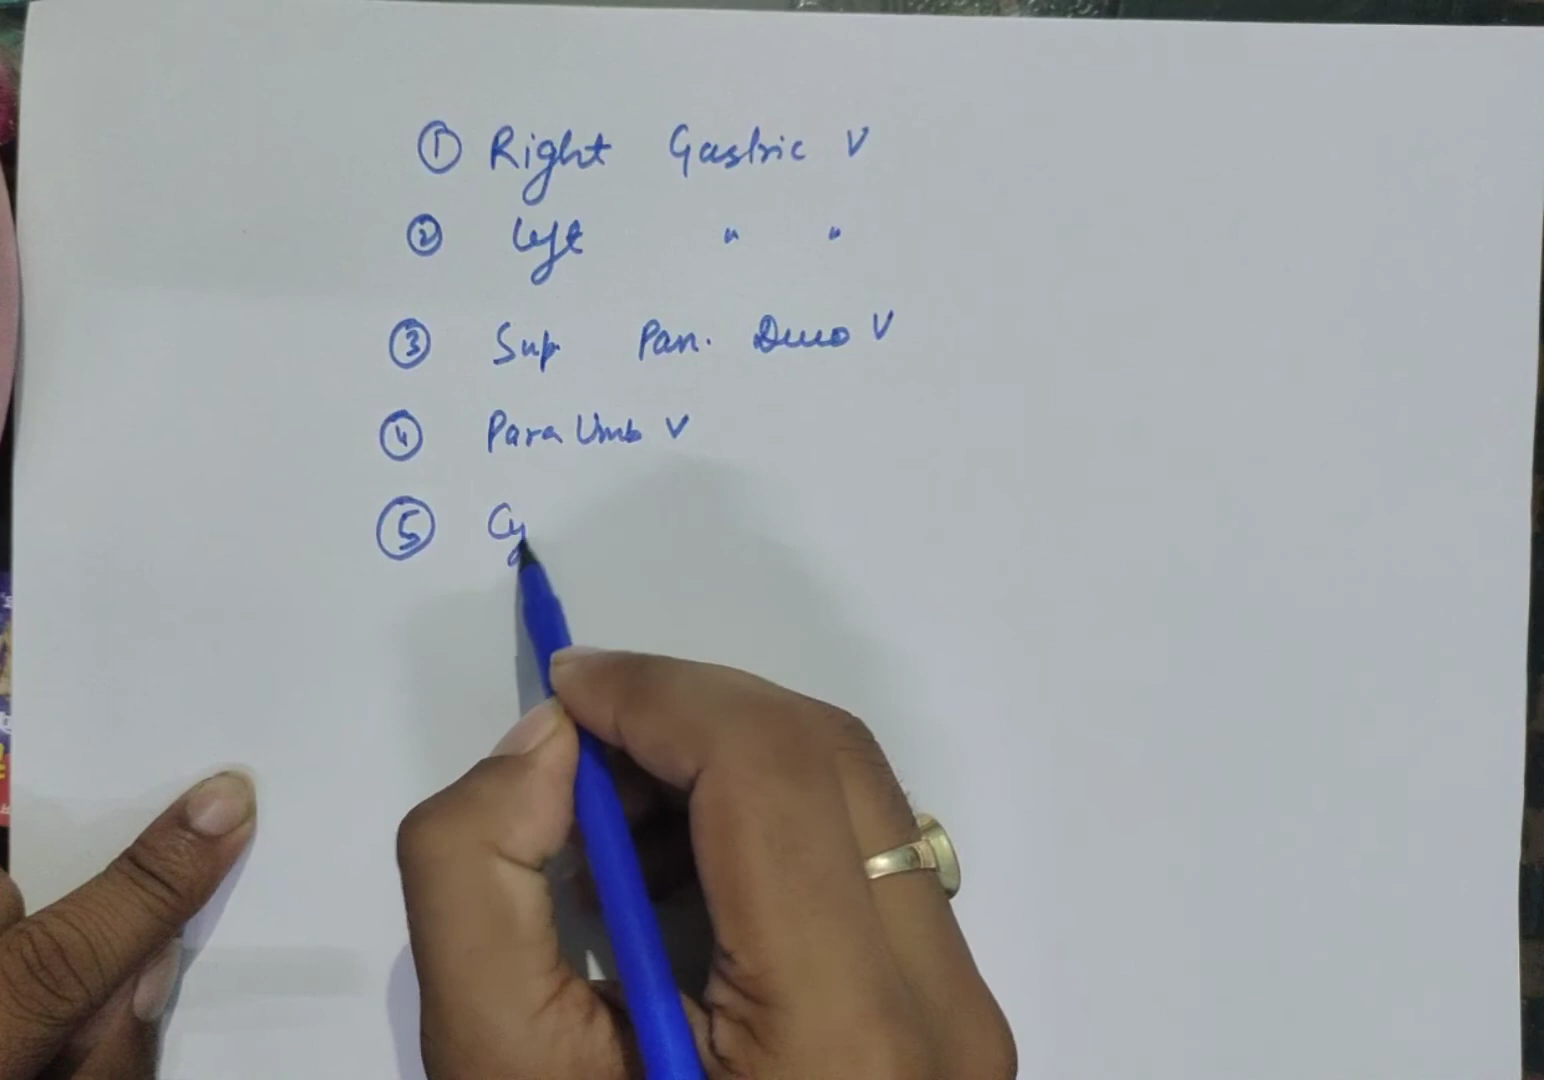 ① Right Gastric V
② Left " "
③ Sup. Pan. Duo V
④ Para Umb V
⑤ Cy